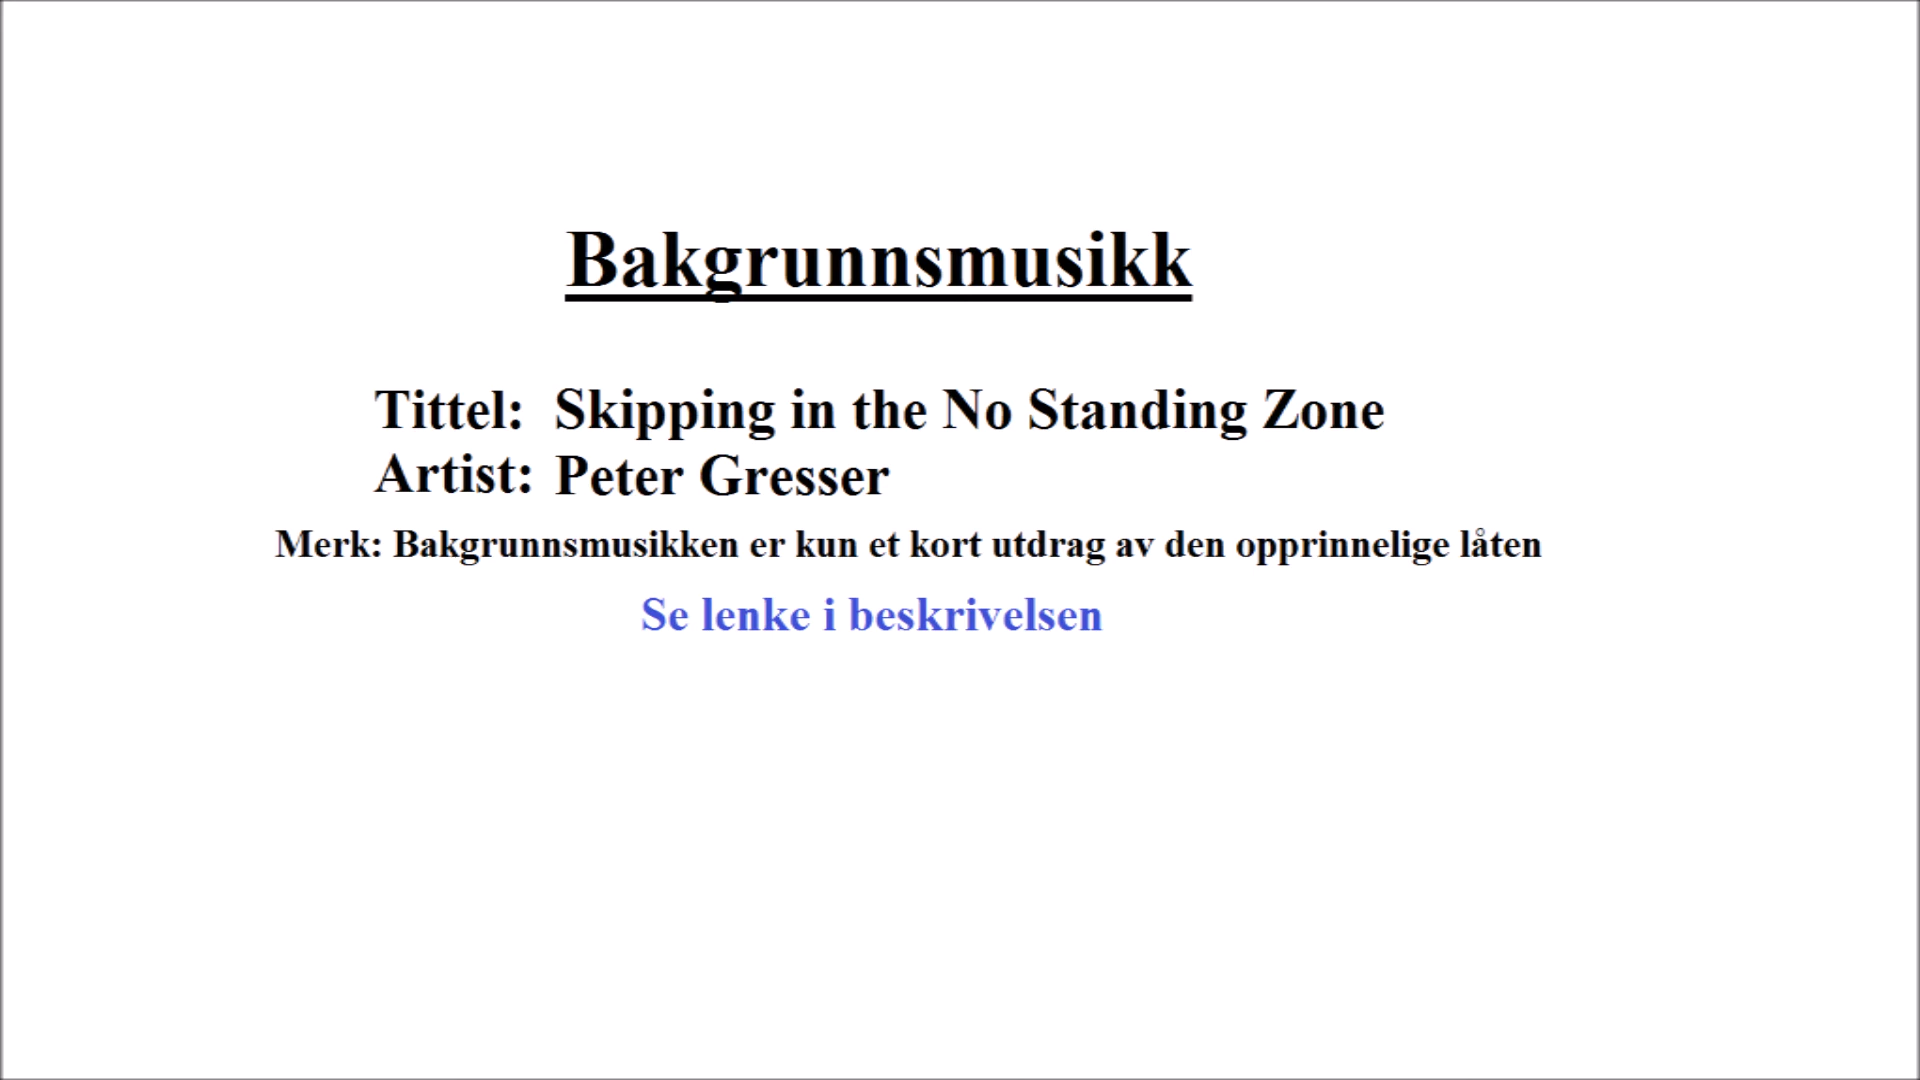 Bakgrunnsmusikk
Tittel: Skipping in the No Standing Zone
Artist: Peter Gresser
Merk: Bakgrunnsmusikken er kun et kort utdrag av den opprinnelige låten
Se lenke i beskrivelsen